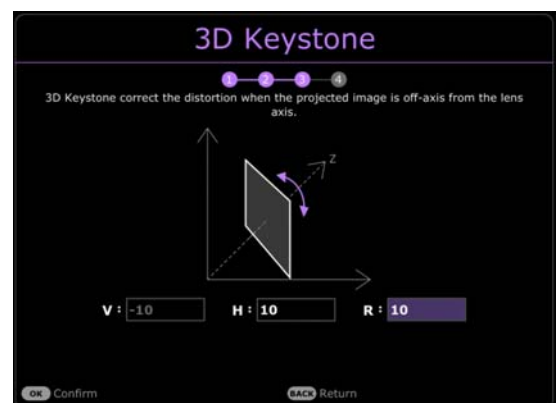 3D Keystone
1 2 3 4
3D Keystone correct the distortion when the projected image is off-axis from the lens
axis.
Z
V : -10 H : 10 R : 10
OK Confirm BACK Return